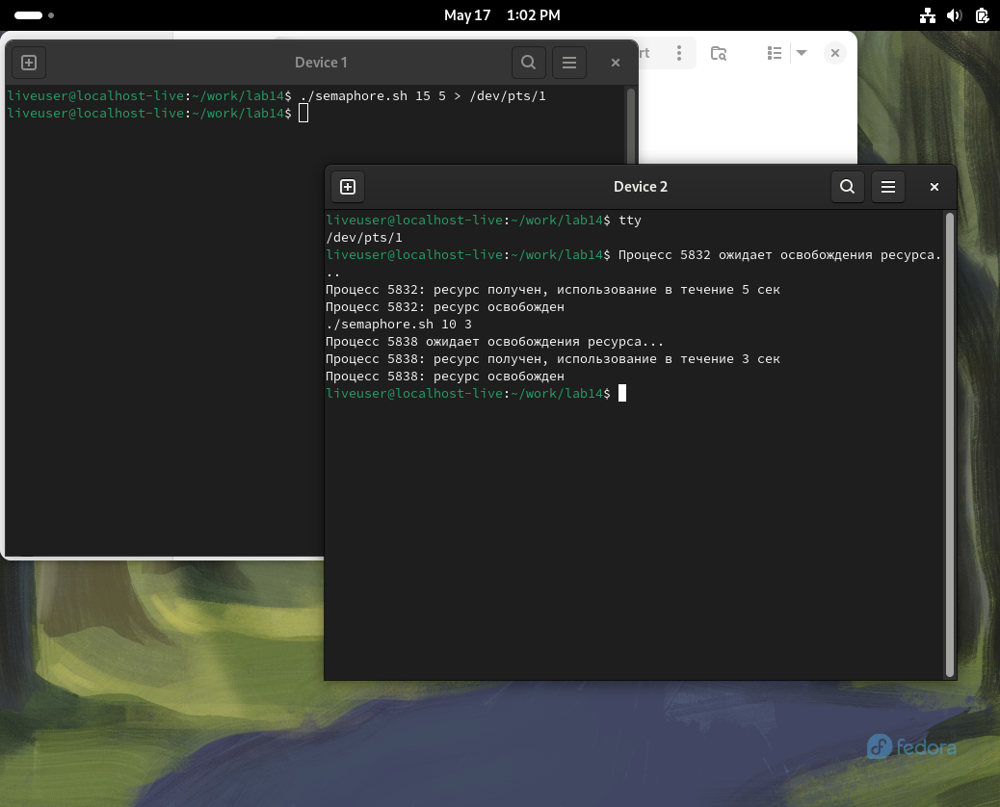 May 17 1:02 PM
Device 1
rt
liveuser@localhost-live:~/work/lab14$ ./semaphore.sh 15 5 > /dev/pts/1
liveuser@localhost-live:~/work/lab14$
Device 2
liveuser@localhost-live:~/work/lab14$ tty
/dev/pts/1
liveuser@localhost-live:~/work/lab14$ Процесс 5832 ожидает освобождения ресурса.
..
Процесс 5832: ресурс получен, использование в течение 5 сек
Процесс 5832: ресурс освобожден
./semaphore.sh 10 3
Процесс 5838 ожидает освобождения ресурса...
Процесс 5838: ресурс получен, использование в течение 3 сек
Процесс 5838: ресурс освобожден
liveuser@localhost-live:~/work/lab14$
fedora